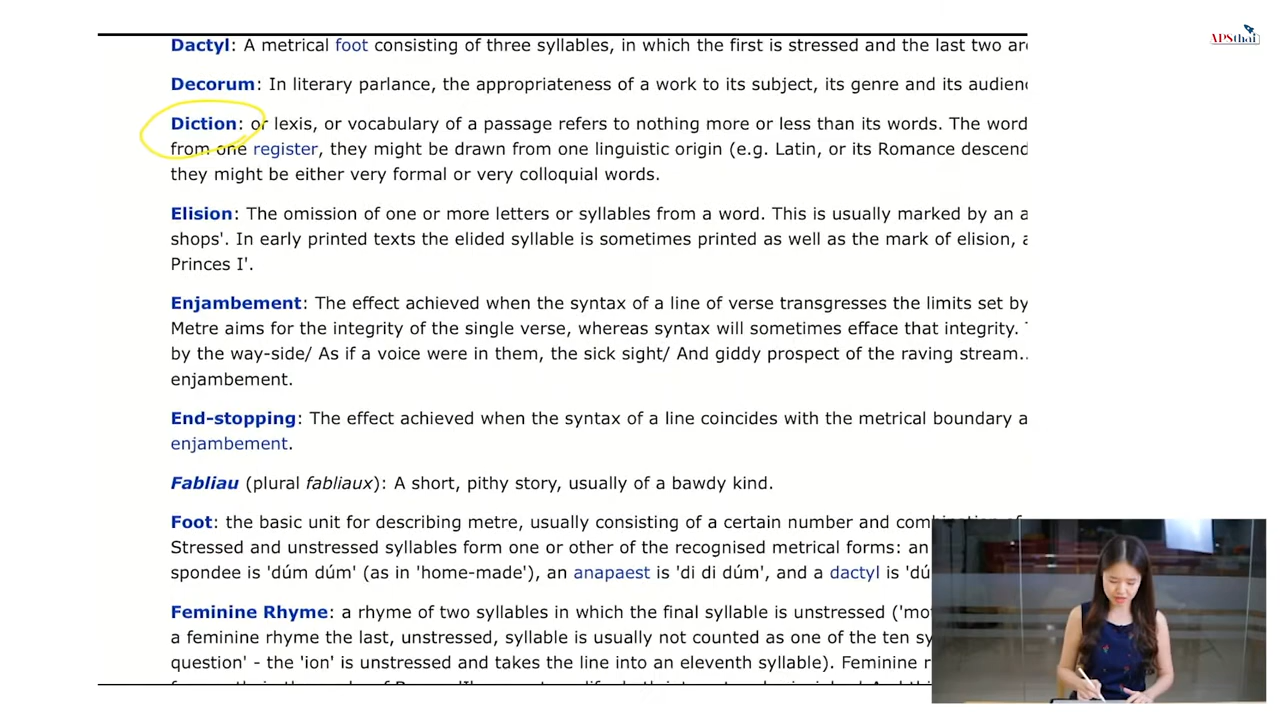 APSthai
Dactyl: A metrical foot consisting of three syllables, in which the first is stressed and the last two are
Decorum: In literary parlance, the appropriateness of a work to its subject, its genre and its audien
Diction: or lexis, or vocabulary of a passage refers to nothing more or less than its words. The word
from one register, they might be drawn from one linguistic origin (e.g. Latin, or its Romance descend
they might be either very formal or very colloquial words.
Elision: The omission of one or more letters or syllables from a word. This is usually marked by an a
shops'. In early printed texts the elided syllable is sometimes printed as well as the mark of elision, a
Princes I'.
Enjambement: The effect achieved when the syntax of a line of verse transgresses the limits set by
Metre aims for the integrity of the single verse, whereas syntax will sometimes efface that integrity.
by the way-side/ As if a voice were in them, the sick sight/ And giddy prospect of the raving stream..
enjambement.
End-stopping: The effect achieved when the syntax of a line coincides with the metrical boundary a
enjambement.
Fabliau (plural fabliaux): A short, pithy story, usually of a bawdy kind.
Foot: the basic unit for describing metre, usually consisting of a certain number and
Stressed and unstressed syllables form one or other of the recognised metrical forms: an
spondee is 'dúm dúm' (as in 'home-made'), an anapaest is 'di di dúm', and a dactyl is 'dú
Feminine Rhyme: a rhyme of two syllables in which the final syllable is unstressed ('mo
a feminine rhyme the last, unstressed, syllable is usually not counted as one of the ten sy
question' - the 'ion' is unstressed and takes the line into an eleventh syllable). Feminine r